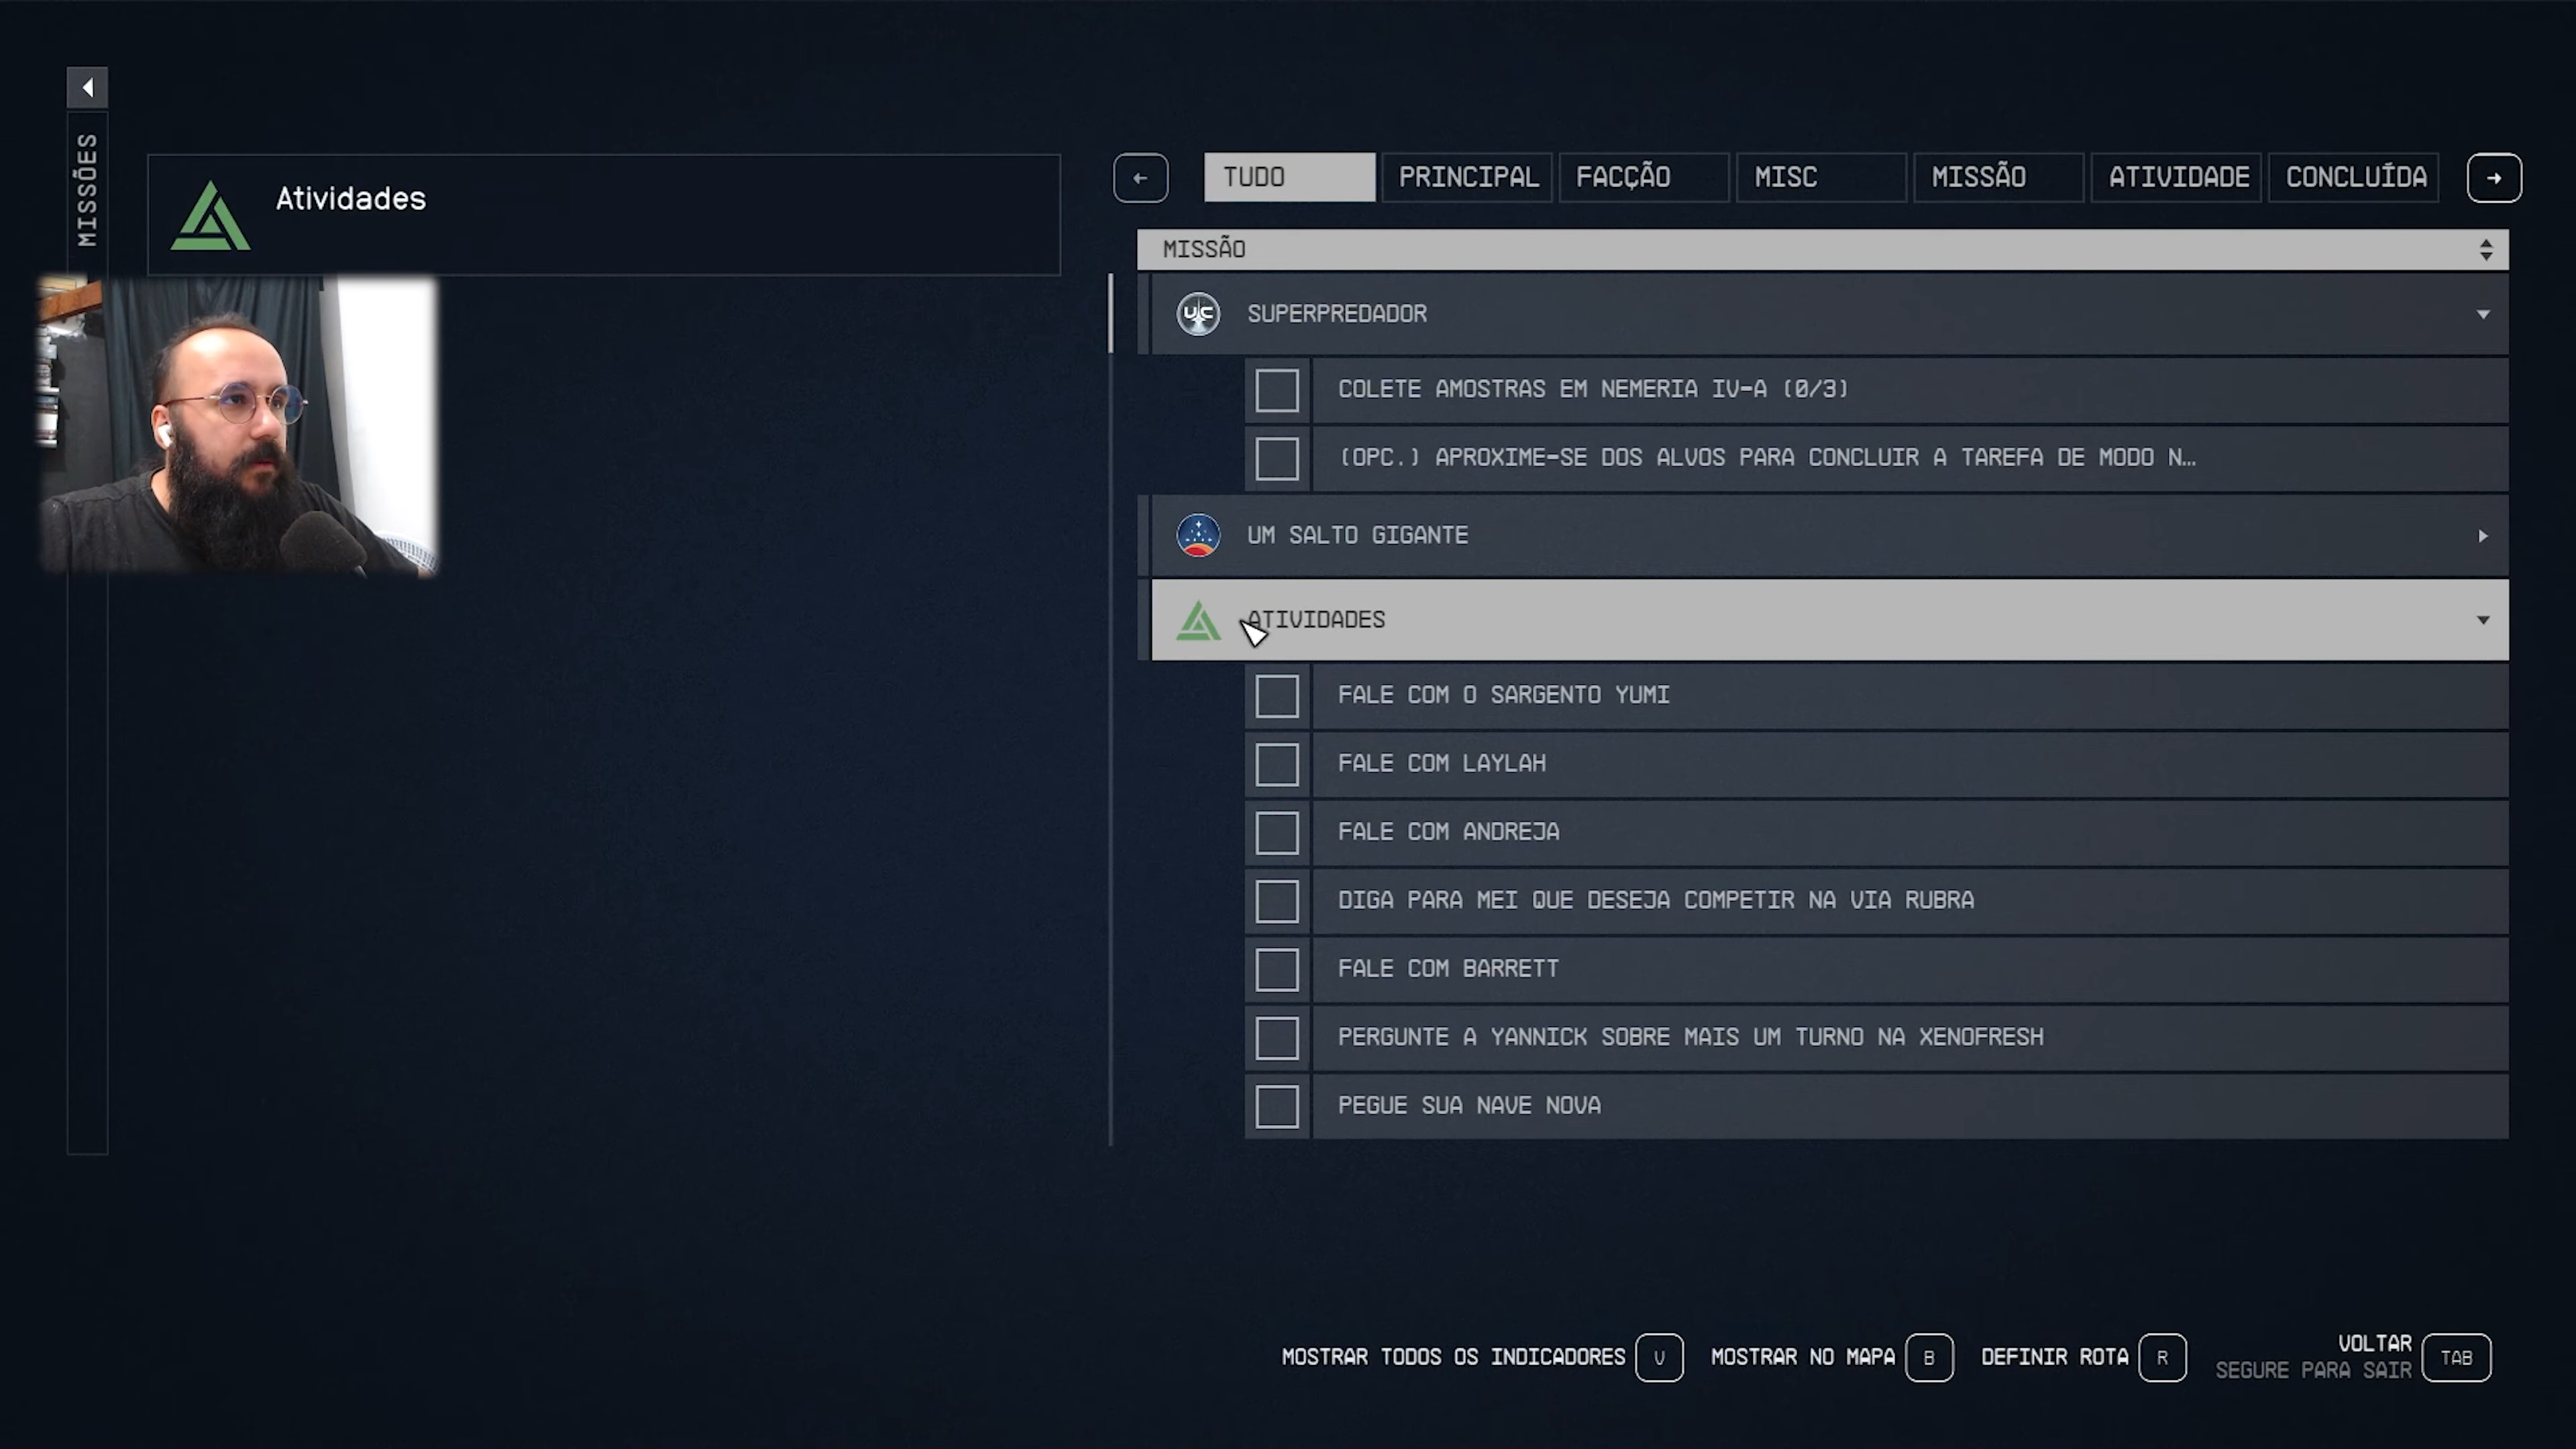 MISSÕES
Atividades
←
TUDO
PRINCIPAL
FACÇÃO
MISC
MISSÃO
ATIVIDADE
CONCLUÍDA
→
MISSÃO
UC
SUPERPREDADOR
COLETE AMOSTRAS EM NEMERIA IV-A (0/3)
(OPC.) APROXIME-SE DOS ALVOS PARA CONCLUIR A TAREFA DE MODO N...
UM SALTO GIGANTE
ATIVIDADES
FALE COM O SARGENTO YUMI
FALE COM LAYLAH
FALE COM ANDREJA
DIGA PARA MEI QUE DESEJA COMPETIR NA VIA RUBRA
FALE COM BARRETT
PERGUNTE A YANNICK SOBRE MAIS UM TURNO NA XENOFRESH
PEGUE SUA NAVE NOVA
MOSTRAR TODOS OS INDICADORES V
MOSTRAR NO MAPA B
DEFINIR ROTA R
VOLTAR
SEGURE PARA SAIR TAB